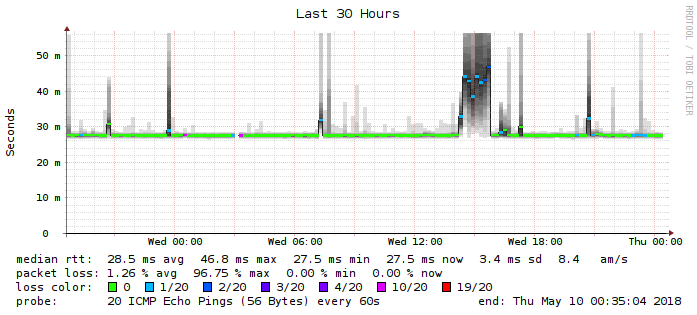 Last 30 Hours
RRDTOOL / TOBI OETIKER
Seconds
50 m
40 m
30 m
20 m
10 m
0
Wed 00:00 Wed 06:00 Wed 12:00 Wed 18:00 Thu 00:00
median rtt: 28.5 ms avg 46.8 ms max 27.5 ms min 27.5 ms now 3.4 ms sd 8.4 am/s
packet loss: 1.26 % avg 96.75 % max 0.00 % min 0.00 % now
loss color: 0 1/20 2/20 3/20 4/20 10/20 19/20
probe: 20 ICMP Echo Pings (56 Bytes) every 60s end: Thu May 10 00:35:04 2018